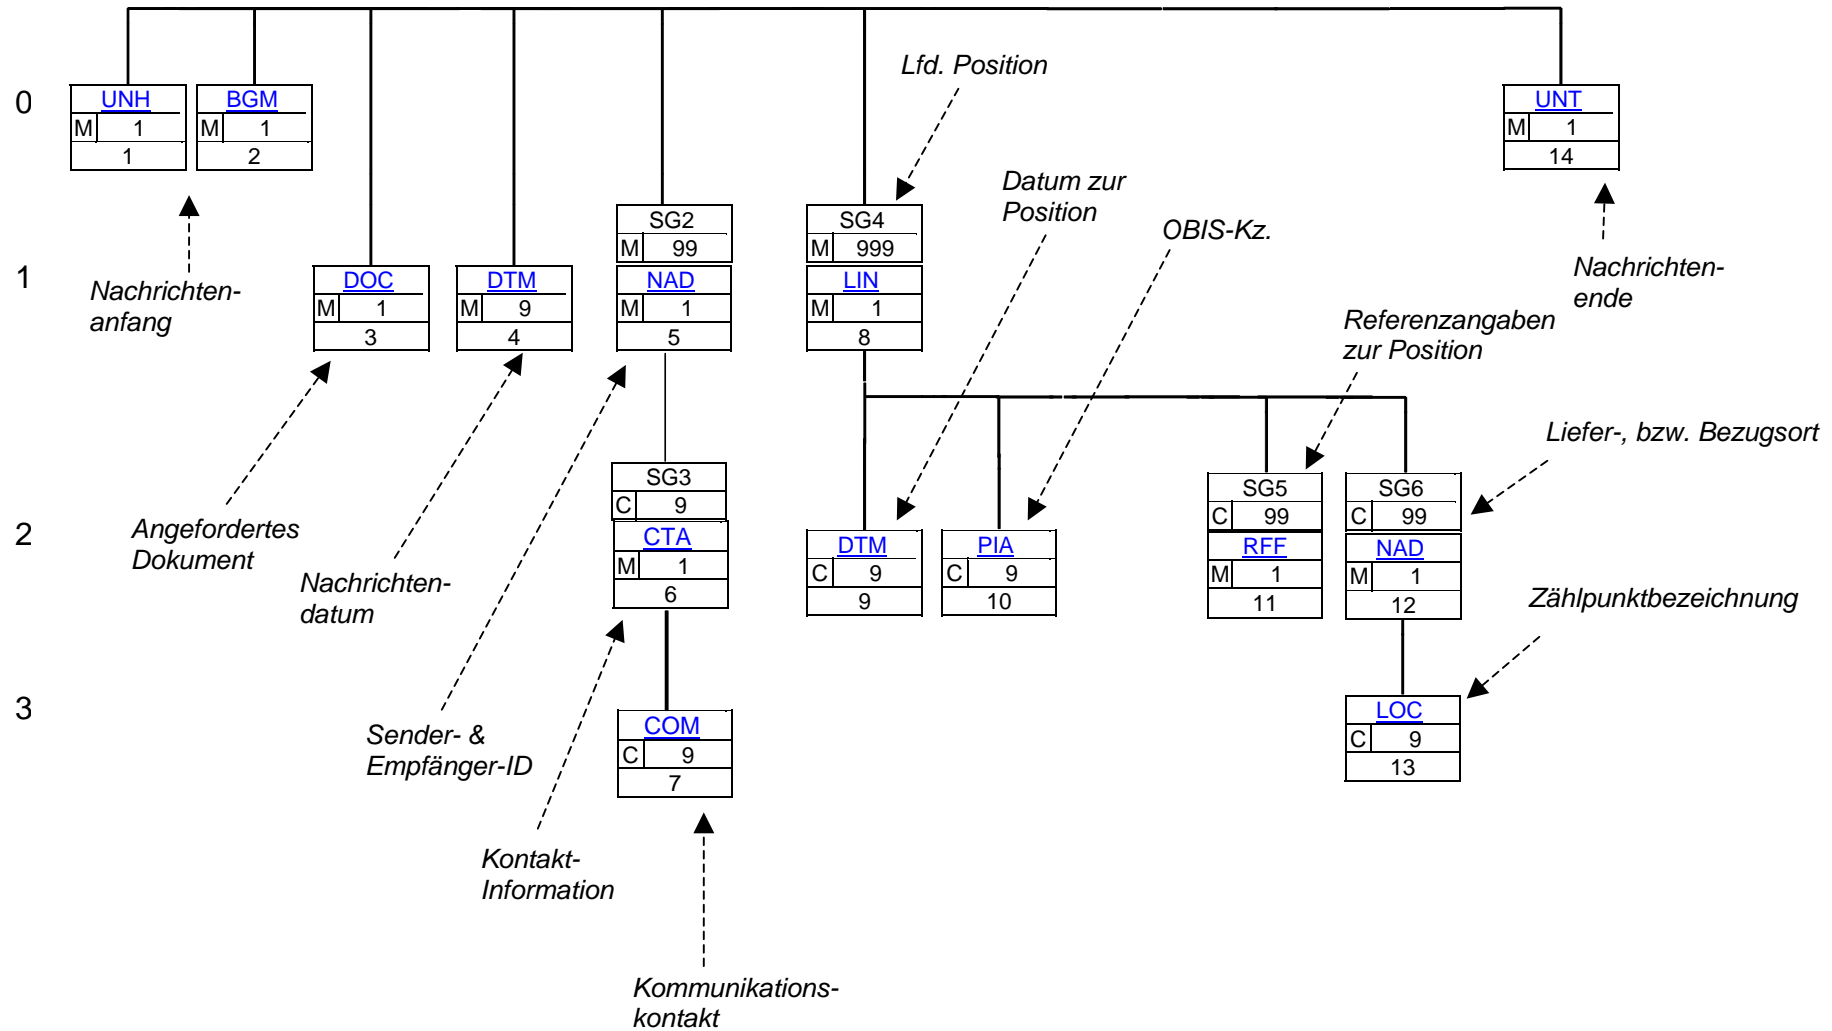 Lfd. Position
0
UNH
M 1
1
BGM
M 1
2
UNT
M 1
14
Datum zur
Position
OBIS-Kz.
Nachrichten-
anfang
Nachrichten-
ende
1
DOC
M 1
3
DTM
M 9
4
SG2
M 99
NAD
M 1
5
SG4
M 999
LIN
M 1
8
Referenzangaben
zur Position
Liefer-, bzw. Bezugsort
2
Angefordertes
Dokument
Nachrichten-
datum
SG3
C 9
CTA
M 1
6
DTM
C 9
9
PIA
C 9
10
SG5
C 99
RFF
M 1
11
SG6
C 99
NAD
M 1
12
Zählpunktbezeichnung
3
Sender- &
Empfänger-ID
COM
C 9
7
LOC
C 9
13
Kontakt-
Information
Kommunikations-
kontakt